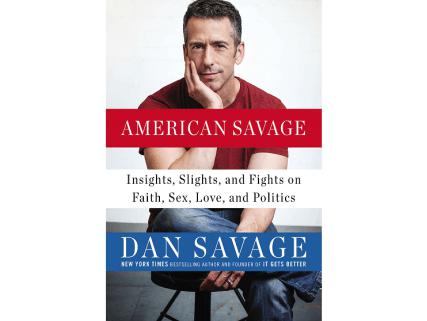 AMERICAN SAVAGE
Insights, Slights, and Fights on
Faith, Sex, Love, and Politics
DAN SAVAGE
NEW YORK TIMES BESTSELLING AUTHOR AND FOUNDER OF IT GETS BETTER